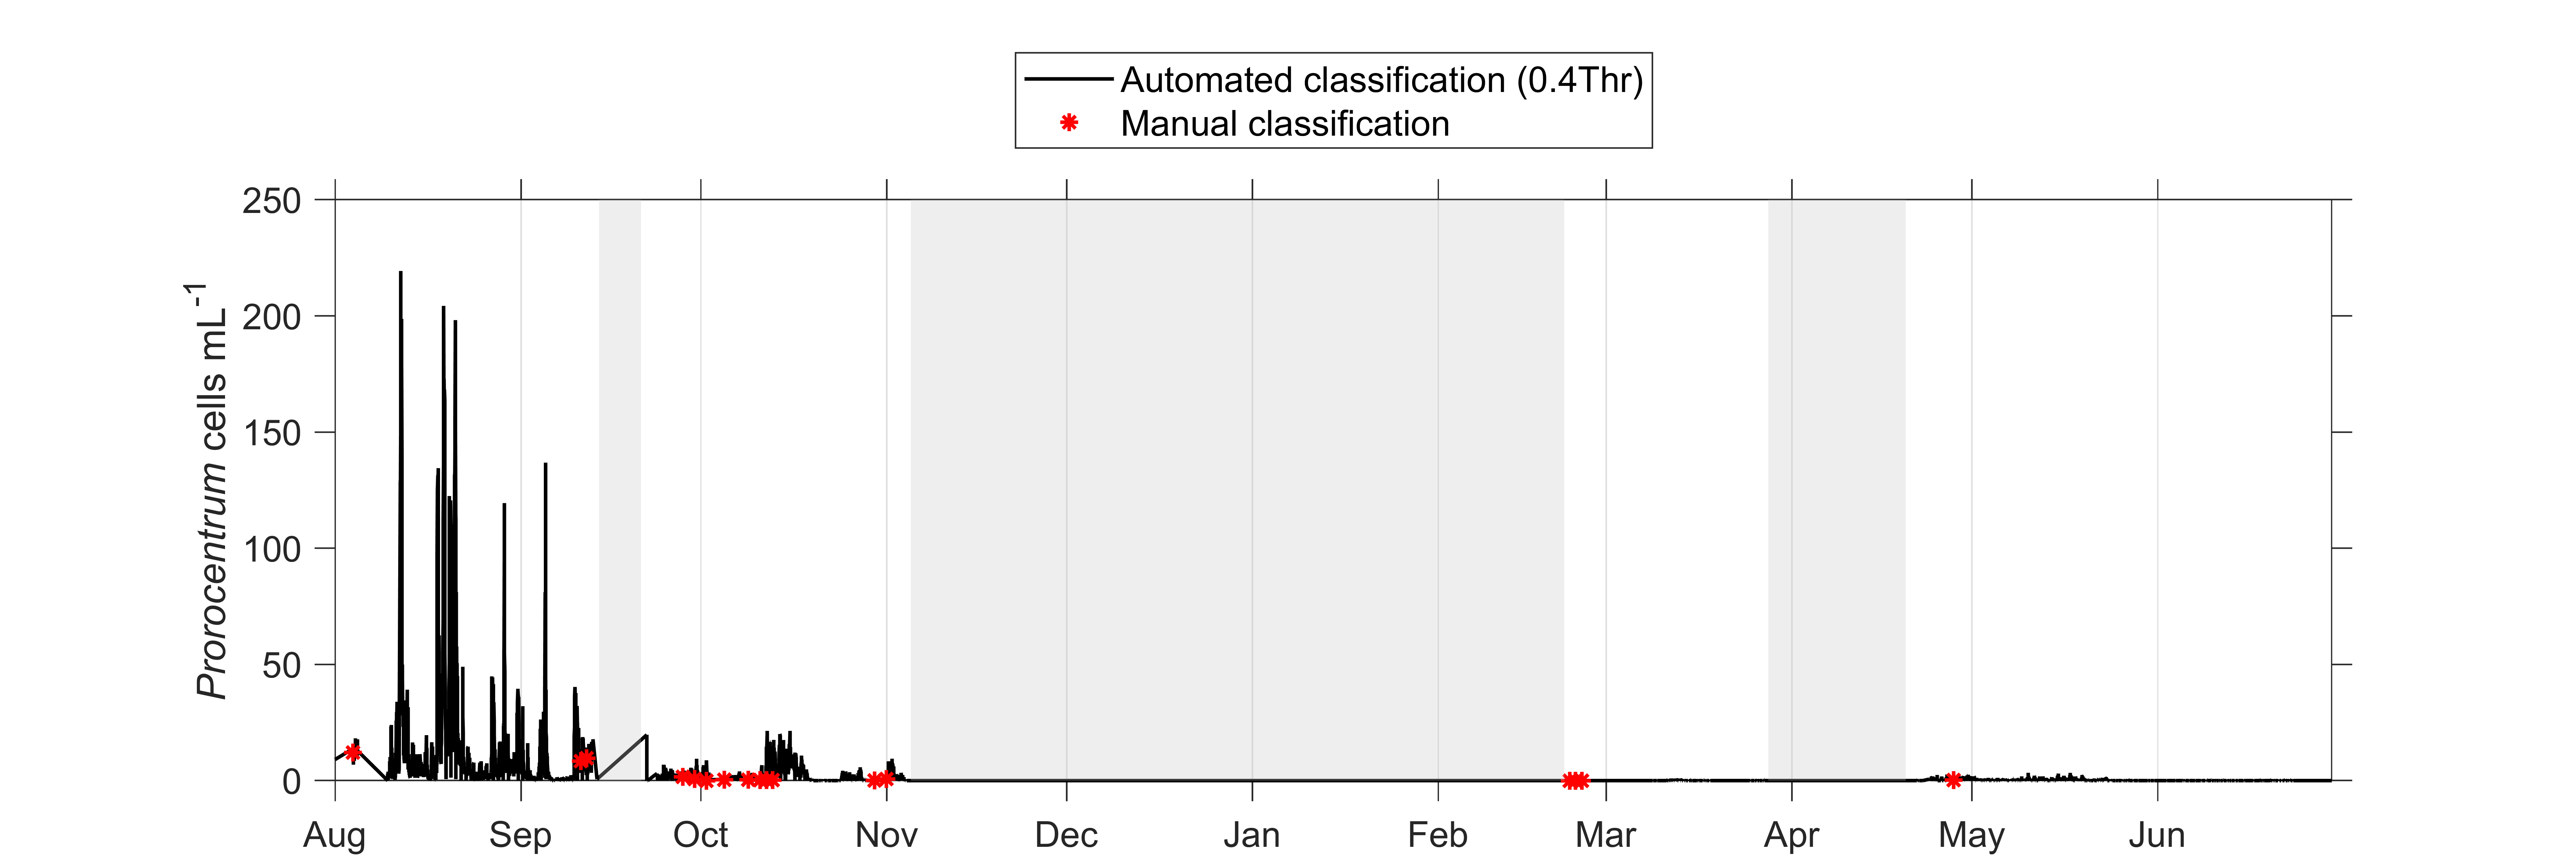 Automated classification (0.4Thr)
Manual classification
Prorocentrum cells mL-1
250
200
150
100
50
0
Aug Sep Oct Nov Dec Jan Feb Mar Apr May Jun